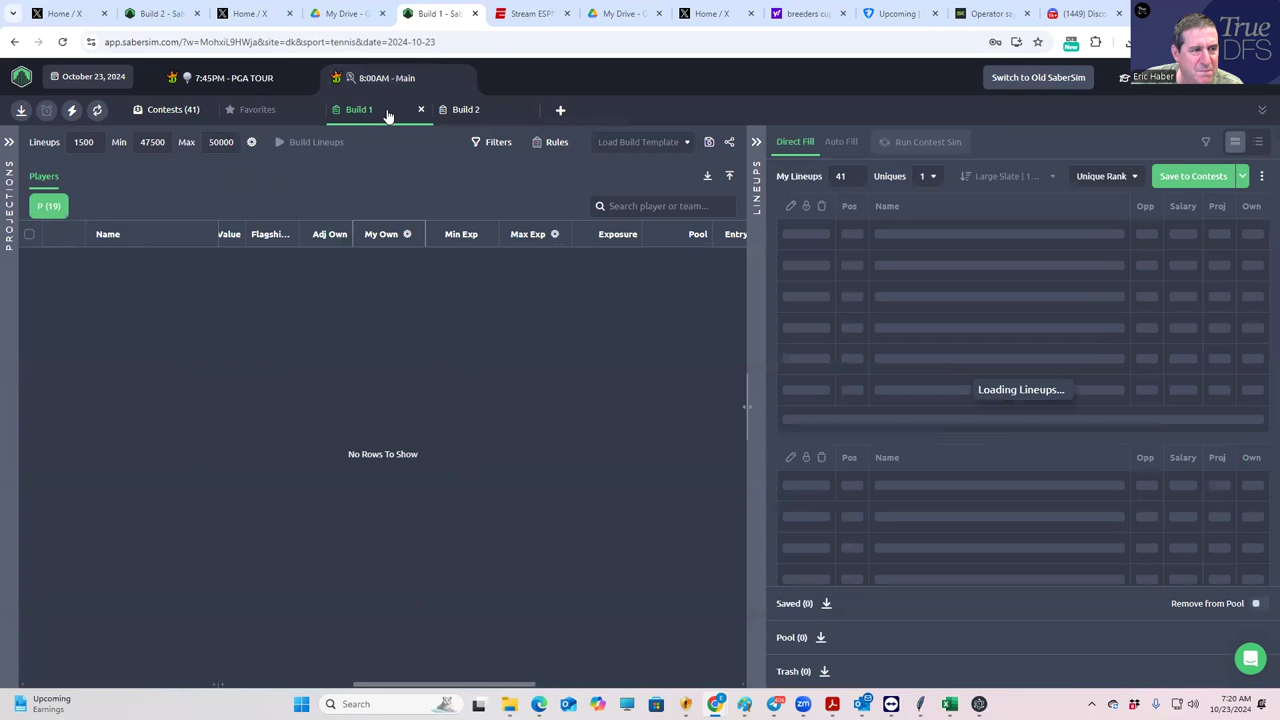 Home / X
Build 2 - Sab
Home / X
My Drive - G
Build 1 - Sab
Stream ESPN
My Drive - G
Home / X
breeders cup
Upcoming
Operator sa
(1449) Disco
app.sabersim.com/?w=MohxiL9HWja&site=dk&sport=tennis&date=2024-10-23
New
True
DFS
Eric Haber
October 23, 2024
7:45PM - PGA TOUR
8:00AM - Main
Switch to Old SaberSim
Contests (41)
Favorites
Build 1
Build 2
Lineups 1500 Min 47500 Max 50000
Build Lineups
Filters
Rules
Load Build Template
PROJECTIONS
LINEUPS
Direct Fill
Auto Fill
Run Contest Sim
Players
My Lineups 41 Uniques 1
Large Slate | 1 ...
Unique Rank
Save to Contests
P (19)
Search player or team...
Pos Name Opp Salary Proj Own
Name Value Flagshi... Adj Own My Own Min Exp Max Exp Exposure Pool Entry
Loading Lineups...
No Rows To Show
Pos Name Opp Salary Proj Own
Saved (0)
Remove from Pool
Pool (0)
Trash (0)
Upcoming
Earnings
Search
7:20 AM
10/23/2024